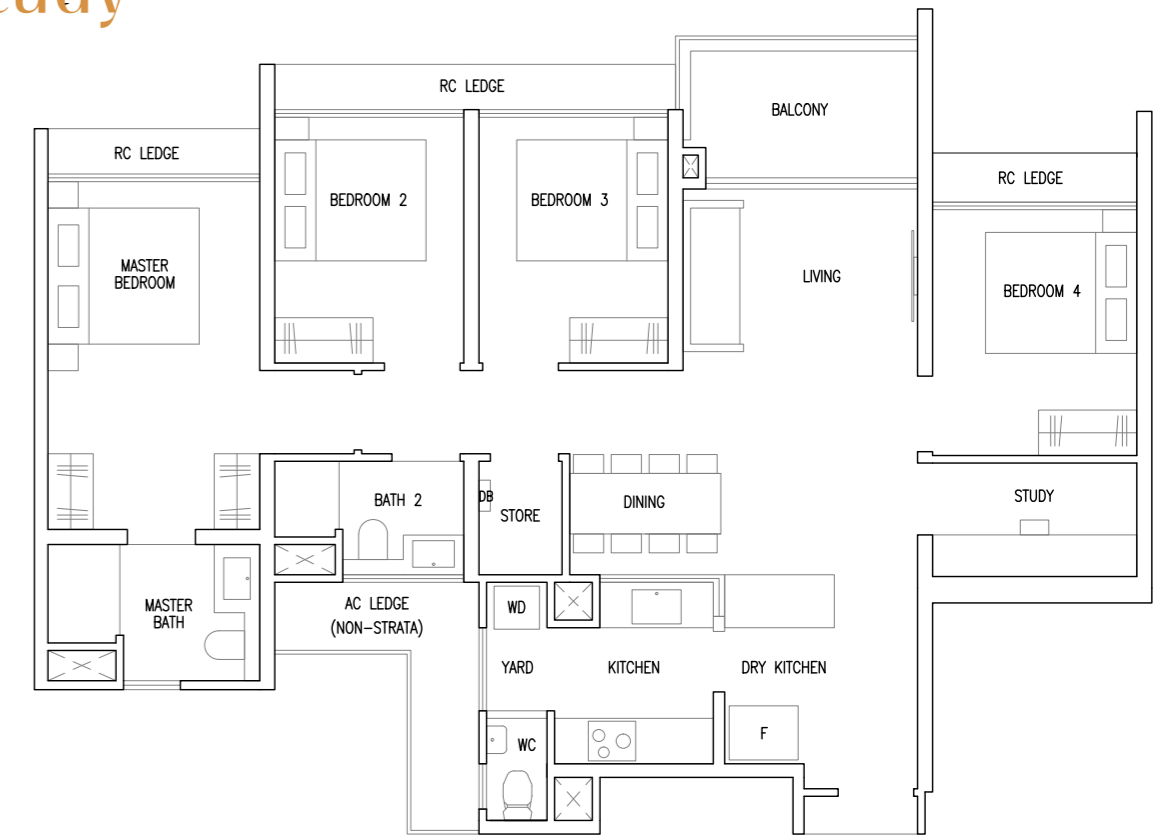 RC LEDGE
BALCONY
RC LEDGE
RC LEDGE
BEDROOM 2
BEDROOM 3
MASTER
BEDROOM
LIVING
BEDROOM 4
BATH 2
DB
STORE
DINING
STUDY
MASTER
BATH
AC LEDGE
(NON-STRATA)
WD
YARD
KITCHEN
DRY KITCHEN
WC
F